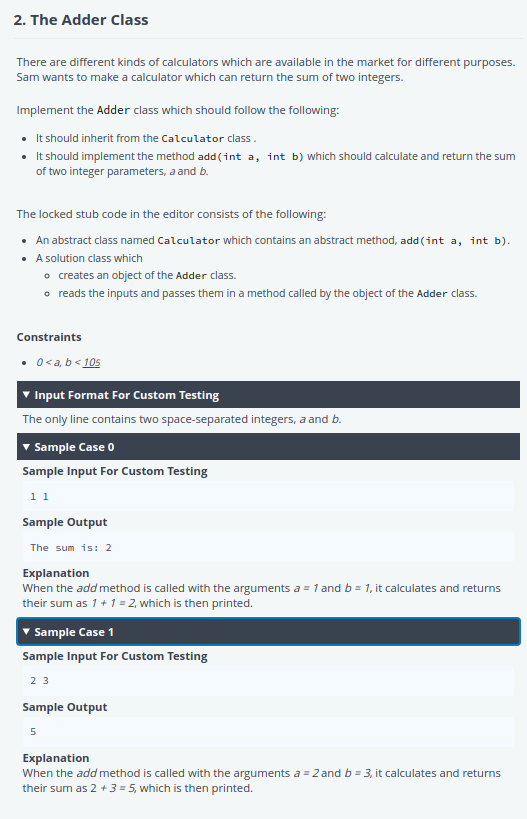 2. The Adder Class
There are different kinds of calculators which are available in the market for different purposes.
Sam wants to make a calculator which can return the sum of two integers.
Implement the Adder class which should follow the following:
• It should inherit from the Calculator class .
• It should implement the method add(int a, int b) which should calculate and return the sum
of two integer parameters, a and b.
The locked stub code in the editor consists of the following:
• An abstract class named Calculator which contains an abstract method, add(int a, int b).
• A solution class which
◦ creates an object of the Adder class.
◦ reads the inputs and passes them in a method called by the object of the Adder class.
Constraints
• 0 < a, b < 105
▼ Input Format For Custom Testing
The only line contains two space-separated integers, a and b.
▼ Sample Case 0
Sample Input For Custom Testing
1 1
Sample Output
The sum is: 2
Explanation
When the add method is called with the arguments a = 1 and b = 1, it calculates and returns
their sum as 1 + 1 = 2, which is then printed.
▼ Sample Case 1
Sample Input For Custom Testing
2 3
Sample Output
5
Explanation
When the add method is called with the arguments a = 2 and b = 3, it calculates and returns
their sum as 2 + 3 = 5, which is then printed.